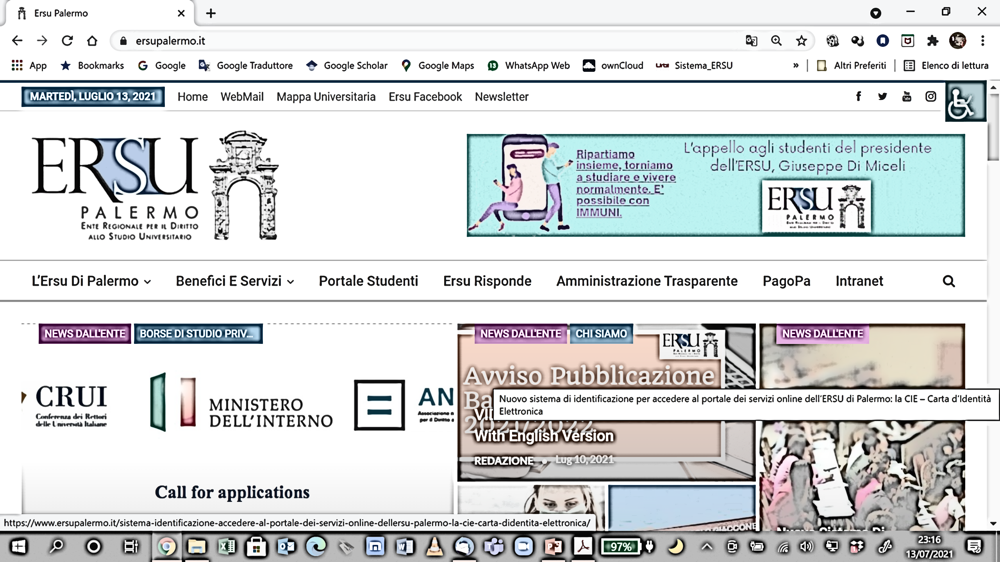 Ersu Palermo
ersupalermo.it
App Bookmarks Google Google Traduttore Google Scholar Google Maps 13 WhatsApp Web ownCloud Sistema_ERSU » Altri Preferiti Elenco di lettura
MARTEDÌ, LUGLIO 13, 2021 Home WebMail Mappa Universitaria Ersu Facebook Newsletter
ERSU
PALERMO
ENTE REGIONALE PER IL DIRITTO
ALLO STUDIO UNIVERSITARIO
Ripartiamo
insieme, torniamo
a studiare e vivere
normalmente. E'
possibile con
IMMUNI.
L'appello agli studenti del presidente
dell'ERSU, Giuseppe Di Miceli
ERSU
PALERMO
L'Ersu Di Palermo Benefici E Servizi Portale Studenti Ersu Risponde Amministrazione Trasparente PagoPa Intranet
NEWS DALL'ENTE BORSE DI STUDIO PRIV...
CRUI
Conferenza dei Rettori
delle Università Italiane
MINISTERO
DELL'INTERNO
AN
Associazione n
per il Diritto a
Call for applications
NEWS DALL'ENTE CHI SIAMO
ERSU
PALERMO
Avviso Pubblicazione
Ba
VII
2021/2022
With English Version
REDAZIONE • Lug 10, 2021
NEWS DALL'ENTE
Nuovo sistema di identificazione per accedere al portale dei servizi online dell'ERSU di Palermo: la CIE – Carta d'Identità
Elettronica
Nuovo Sistema Di
GIACCONE
https://www.ersupalermo.it/sistema-identificazione-accedere-al-portale-dei-servizi-online-dellersu-palermo-la-cie-carta-didentita-elettronica/
97%
23:16
13/07/2021